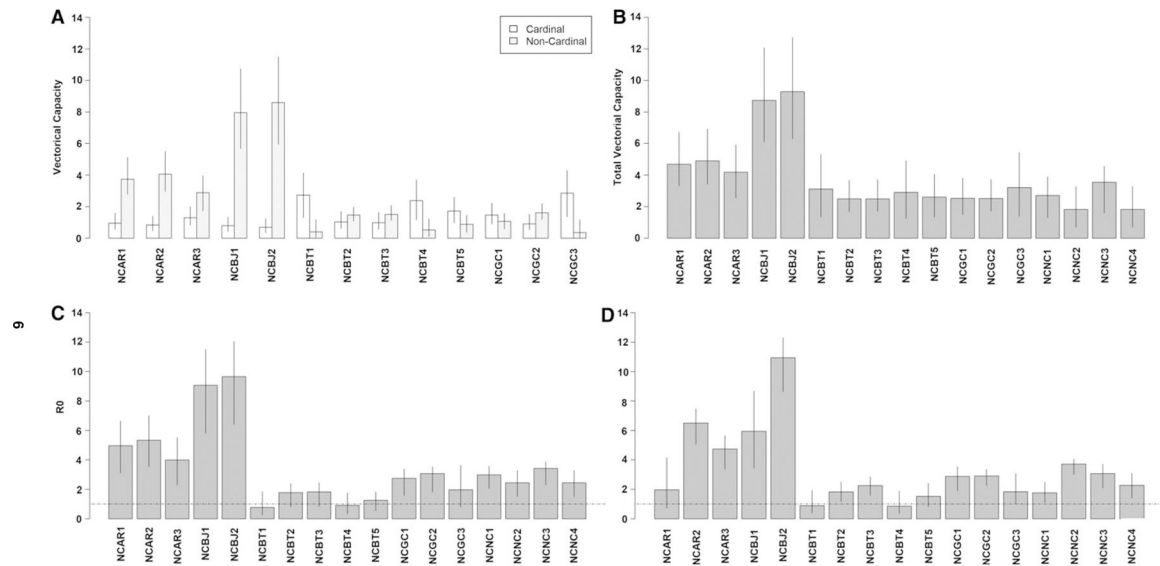 A
14
12
10
8
6
4
2
0
Vectorical Capacity
Cardinal
Non-Cardinal
NCAR1
NCAR2
NCAR3
NCBJ1
NCBJ2
NCBT1
NCBT2
NCBT3
NCBT4
NCBT5
NCGC1
NCGC2
NCGC3
B
14
12
10
8
6
4
2
0
Total Vectorial Capacity
NCAR1
NCAR2
NCAR3
NCBJ1
NCBJ2
NCBT1
NCBT2
NCBT3
NCBT4
NCBT5
NCGC1
NCGC2
NCGC3
NCNC1
NCNC2
NCNC3
NCNC4
9
C
14
12
10
8
6
4
2
0
R0
NCAR1
NCAR2
NCAR3
NCBJ1
NCBJ2
NCBT1
NCBT2
NCBT3
NCBT4
NCBT5
NCGC1
NCGC2
NCGC3
NCNC1
NCNC2
NCNC3
NCNC4
D
14
12
10
8
6
4
2
0
NCAR1
NCAR2
NCAR3
NCBJ1
NCBJ2
NCBT1
NCBT2
NCBT3
NCBT4
NCBT5
NCGC1
NCGC2
NCGC3
NCNC1
NCNC2
NCNC3
NCNC4